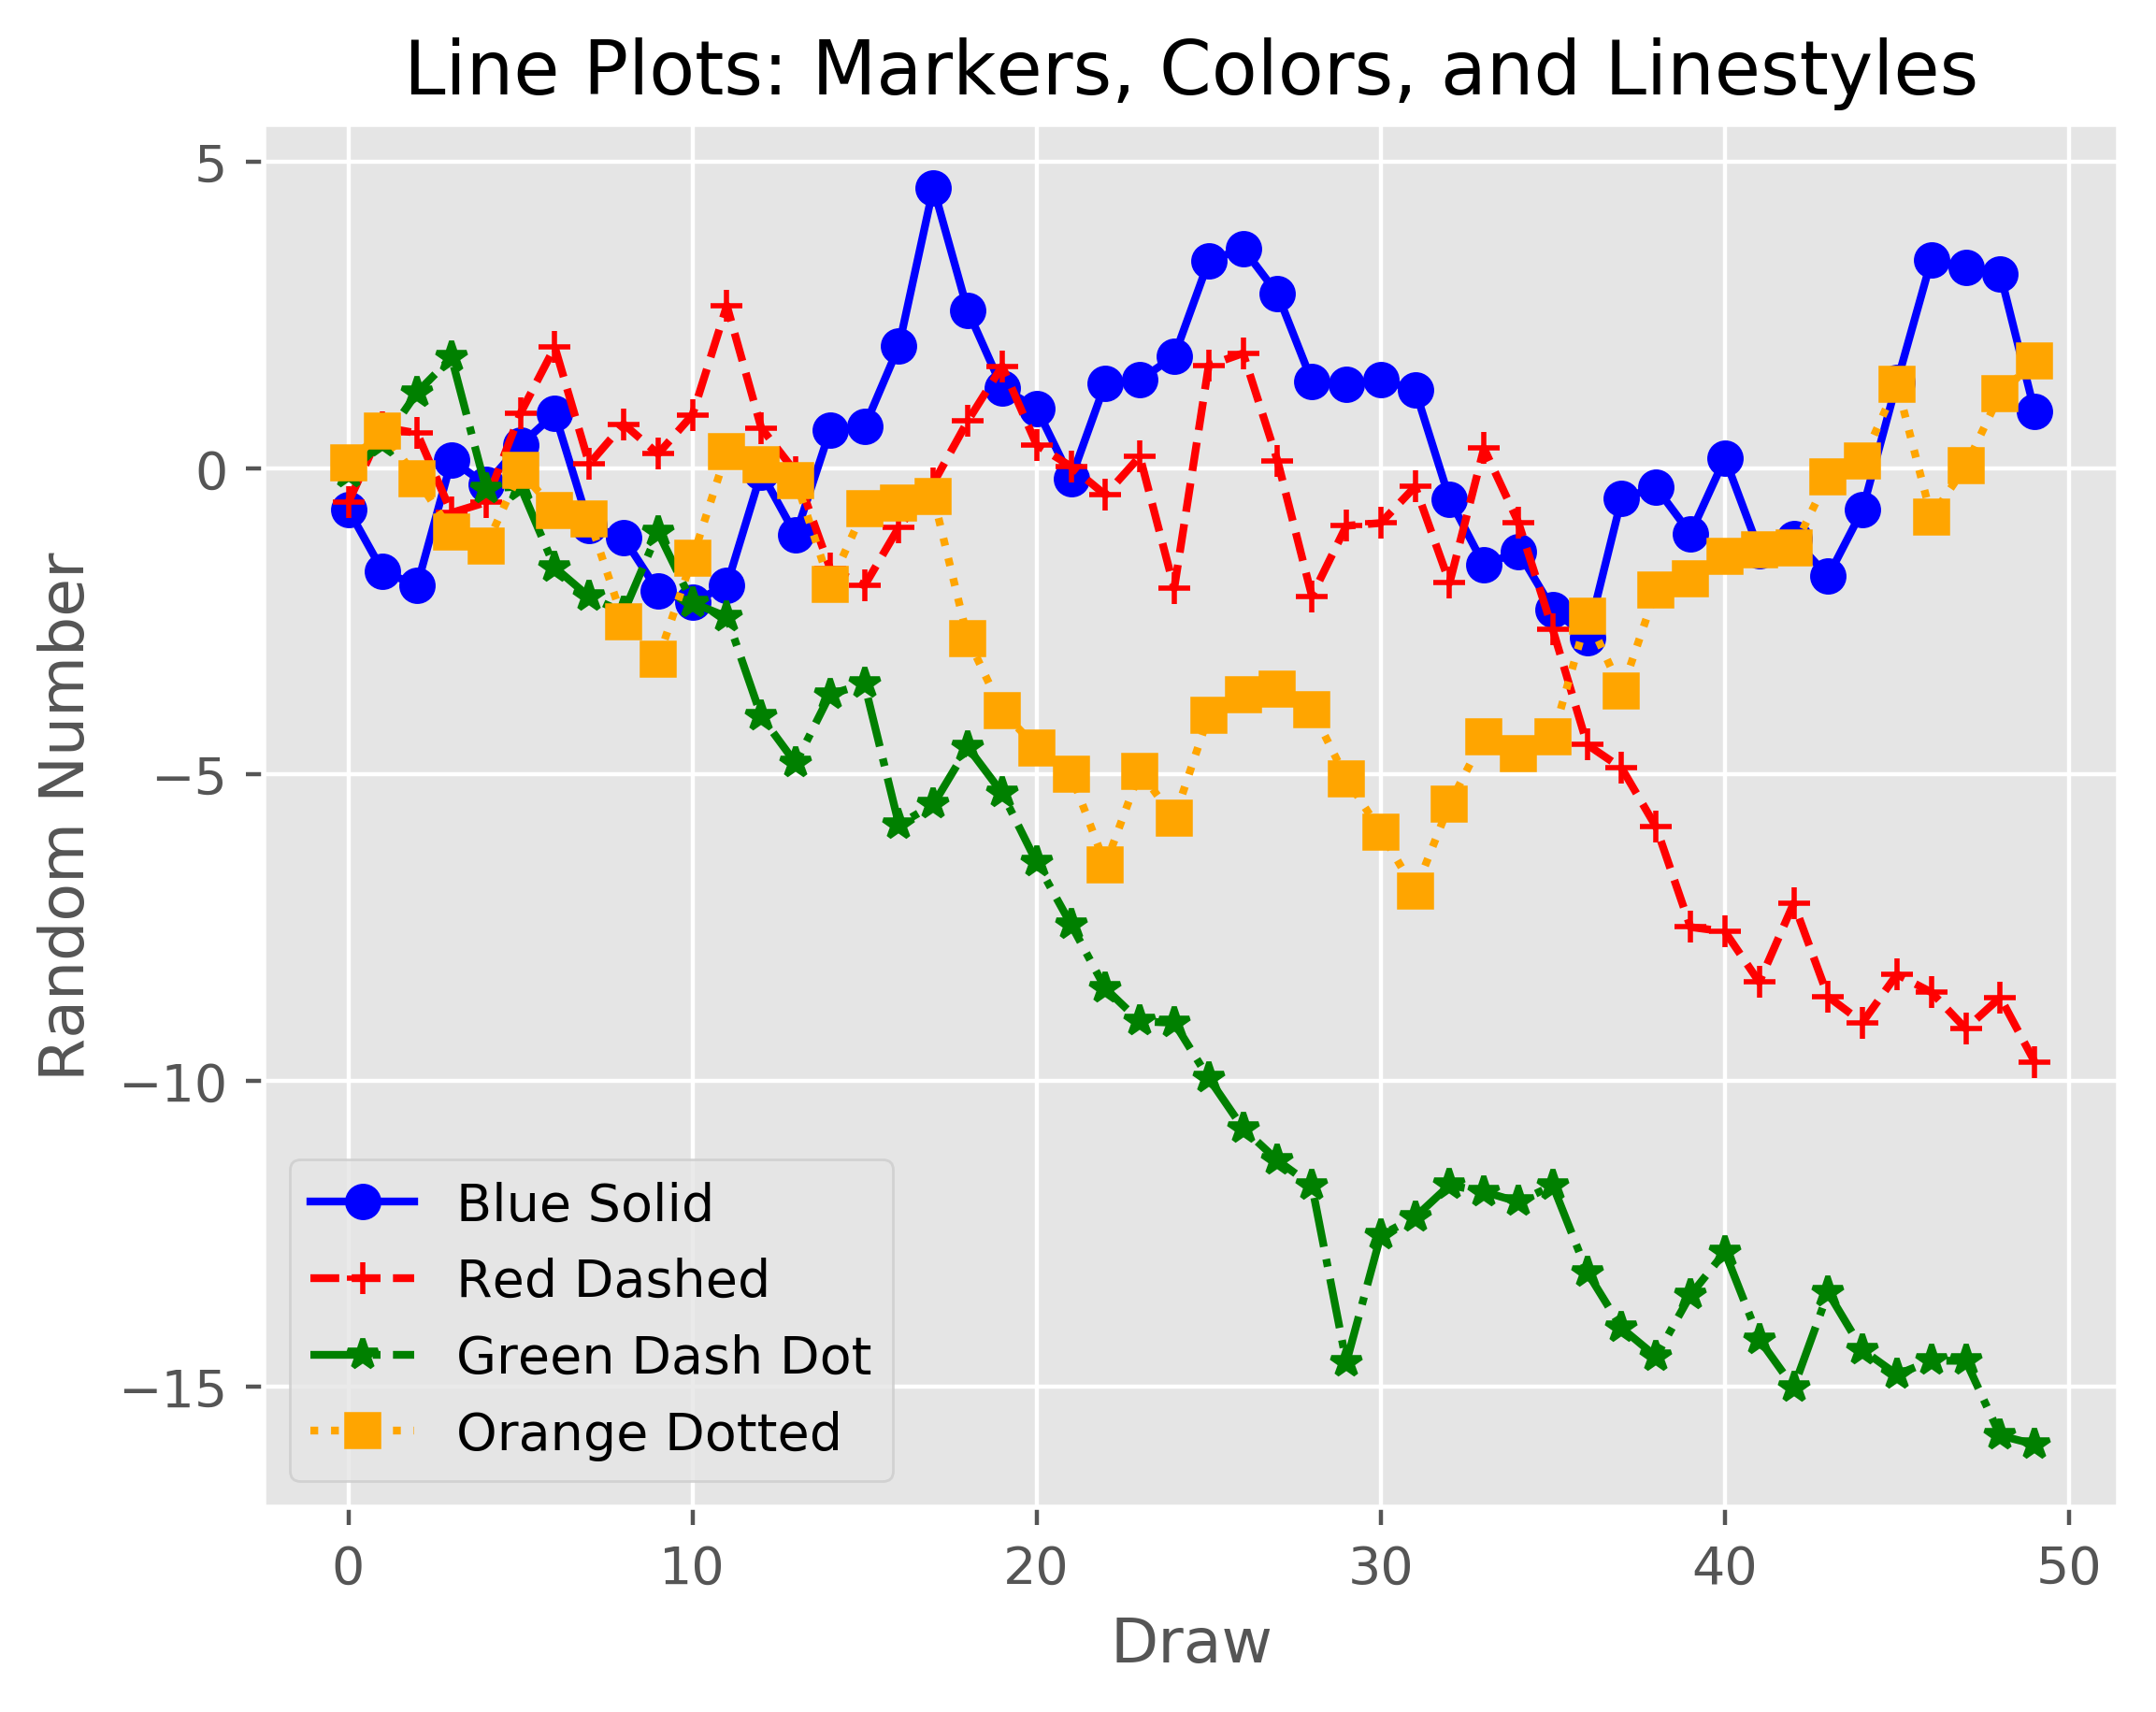 Line Plots: Markers, Colors, and Linestyles
5
0
−5
−10
−15
Random Number
Blue Solid
Red Dashed
Green Dash Dot
Orange Dotted
0 10 20 30 40 50
Draw